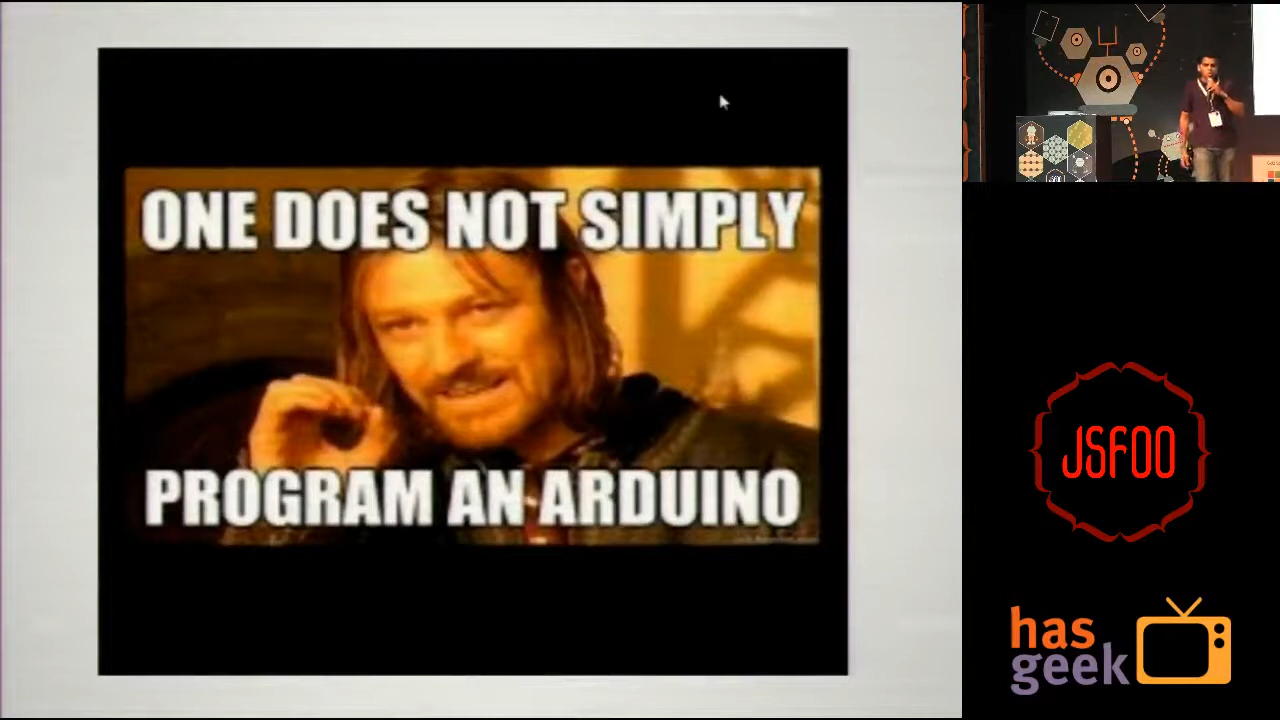 ONE DOES NOT SIMPLY
PROGRAM AN ARDUINO
JSFOO
has
geek